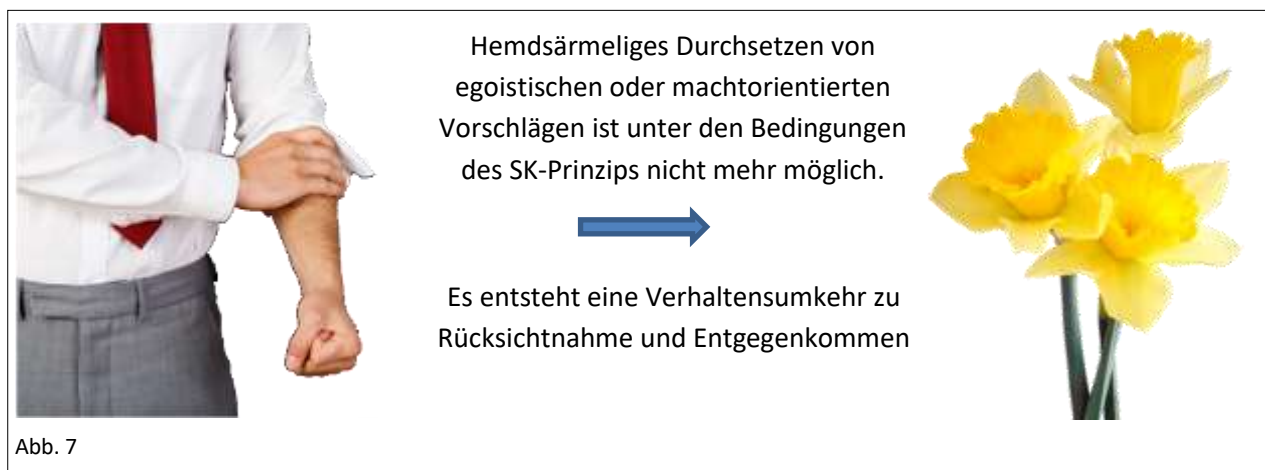 Hemdsärmeliges Durchsetzen von
egoistischen oder machtorientierten
Vorschlägen ist unter den Bedingungen
des SK-Prinzips nicht mehr möglich.
Es entsteht eine Verhaltensumkehr zu
Rücksichtnahme und Entgegenkommen
Abb. 7